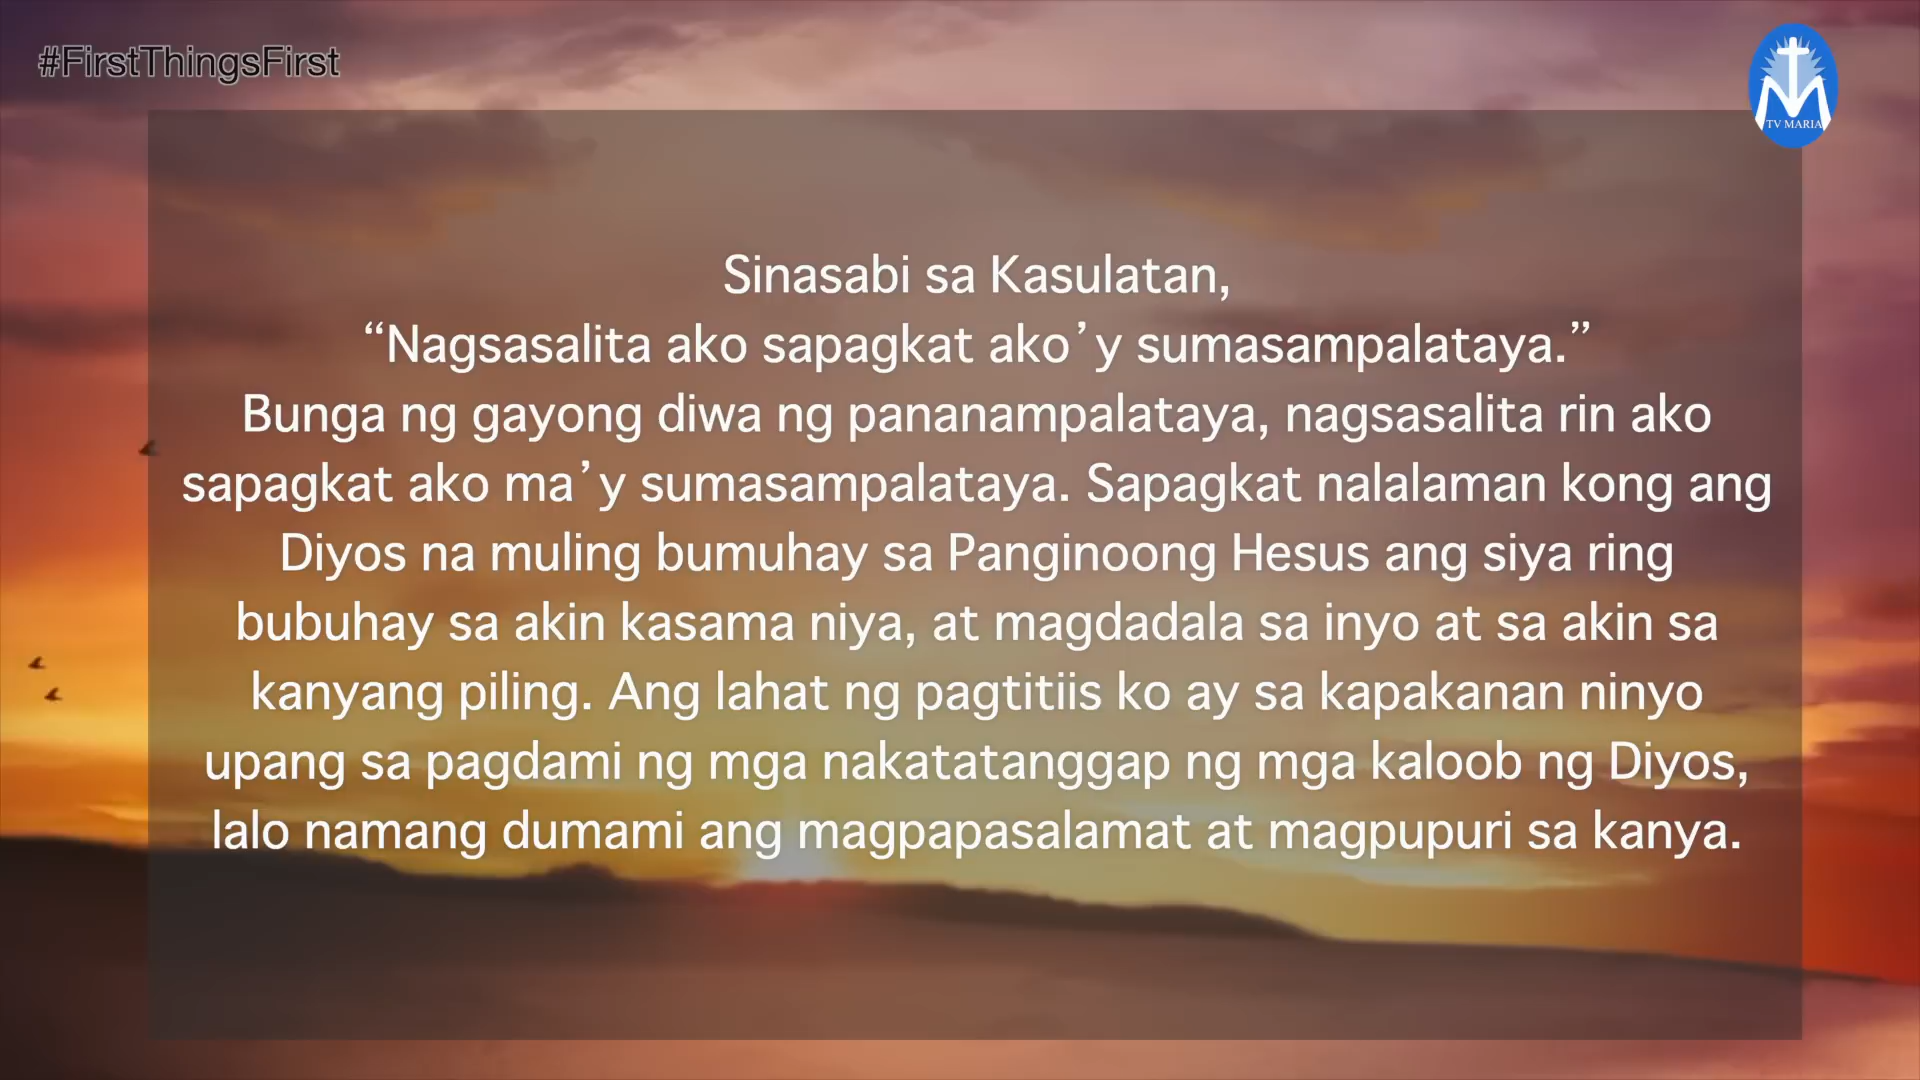 #FirstThingsFirst
TV MARIA
Sinasabi sa Kasulatan,
“Nagsasalita ako sapagkat ako’y sumasampalataya.”
Bunga ng gayong diwa ng pananampalataya, nagsasalita rin ako
sapagkat ako ma’y sumasampalataya. Sapagkat nalalaman kong ang
Diyos na muling bumuhay sa Panginoong Hesus ang siya ring
bubuhay sa akin kasama niya, at magdadala sa inyo at sa akin sa
kanyang piling. Ang lahat ng pagtitiis ko ay sa kapakanan ninyo
upang sa pagdami ng mga nakatatanggap ng mga kaloob ng Diyos,
lalo namang dumami ang magpapasalamat at magpupuri sa kanya.